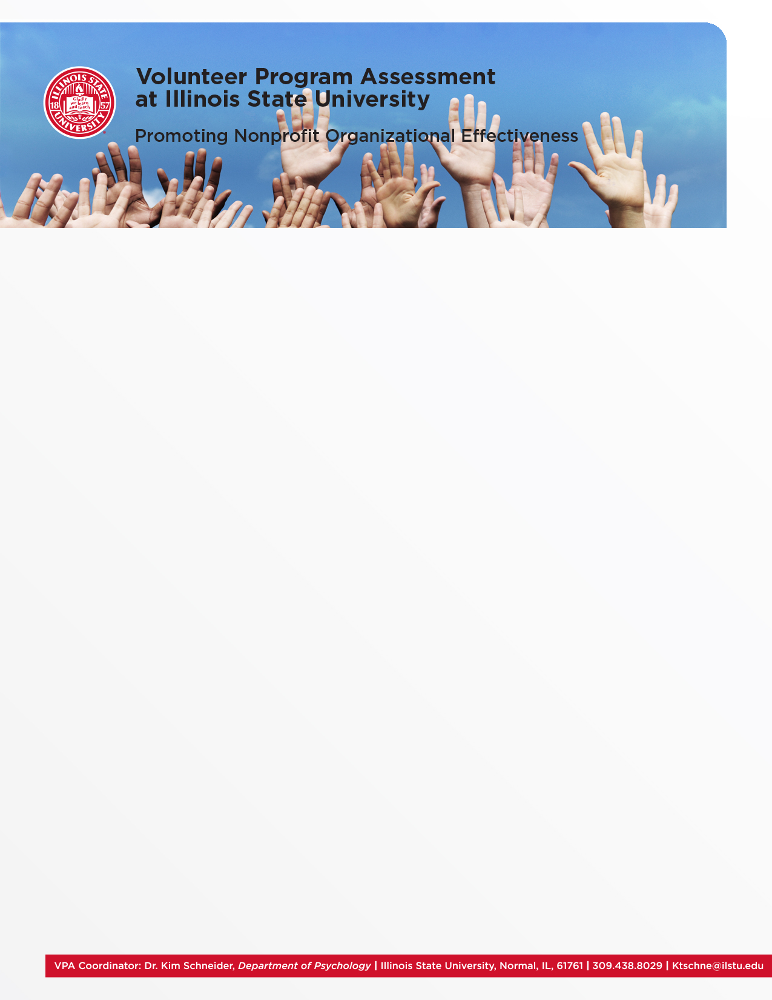 Volunteer Program Assessment
at Illinois State University
ILLINOIS STATE
Gladly
we learn
and teach
18 57
UNIVERSITY
®
Promoting Nonprofit Organizational Effectiveness
VPA Coordinator: Dr. Kim Schneider, Department of Psychology | Illinois State University, Normal, IL, 61761 | 309.438.8029 | Ktschne@ilstu.edu